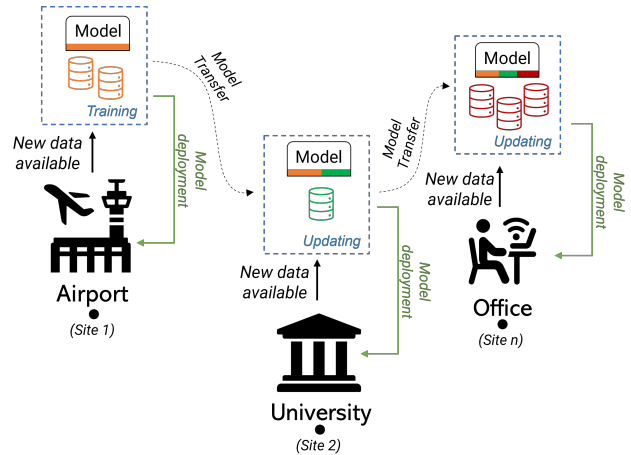 Model
Training
New data
available
Model
deployment
Airport
(Site 1)
Model
Transfer
Model
Updating
New data
available
Model
deployment
University
(Site 2)
Model
Transfer
Model
Updating
New data
available
Model
deployment
Office
(Site n)